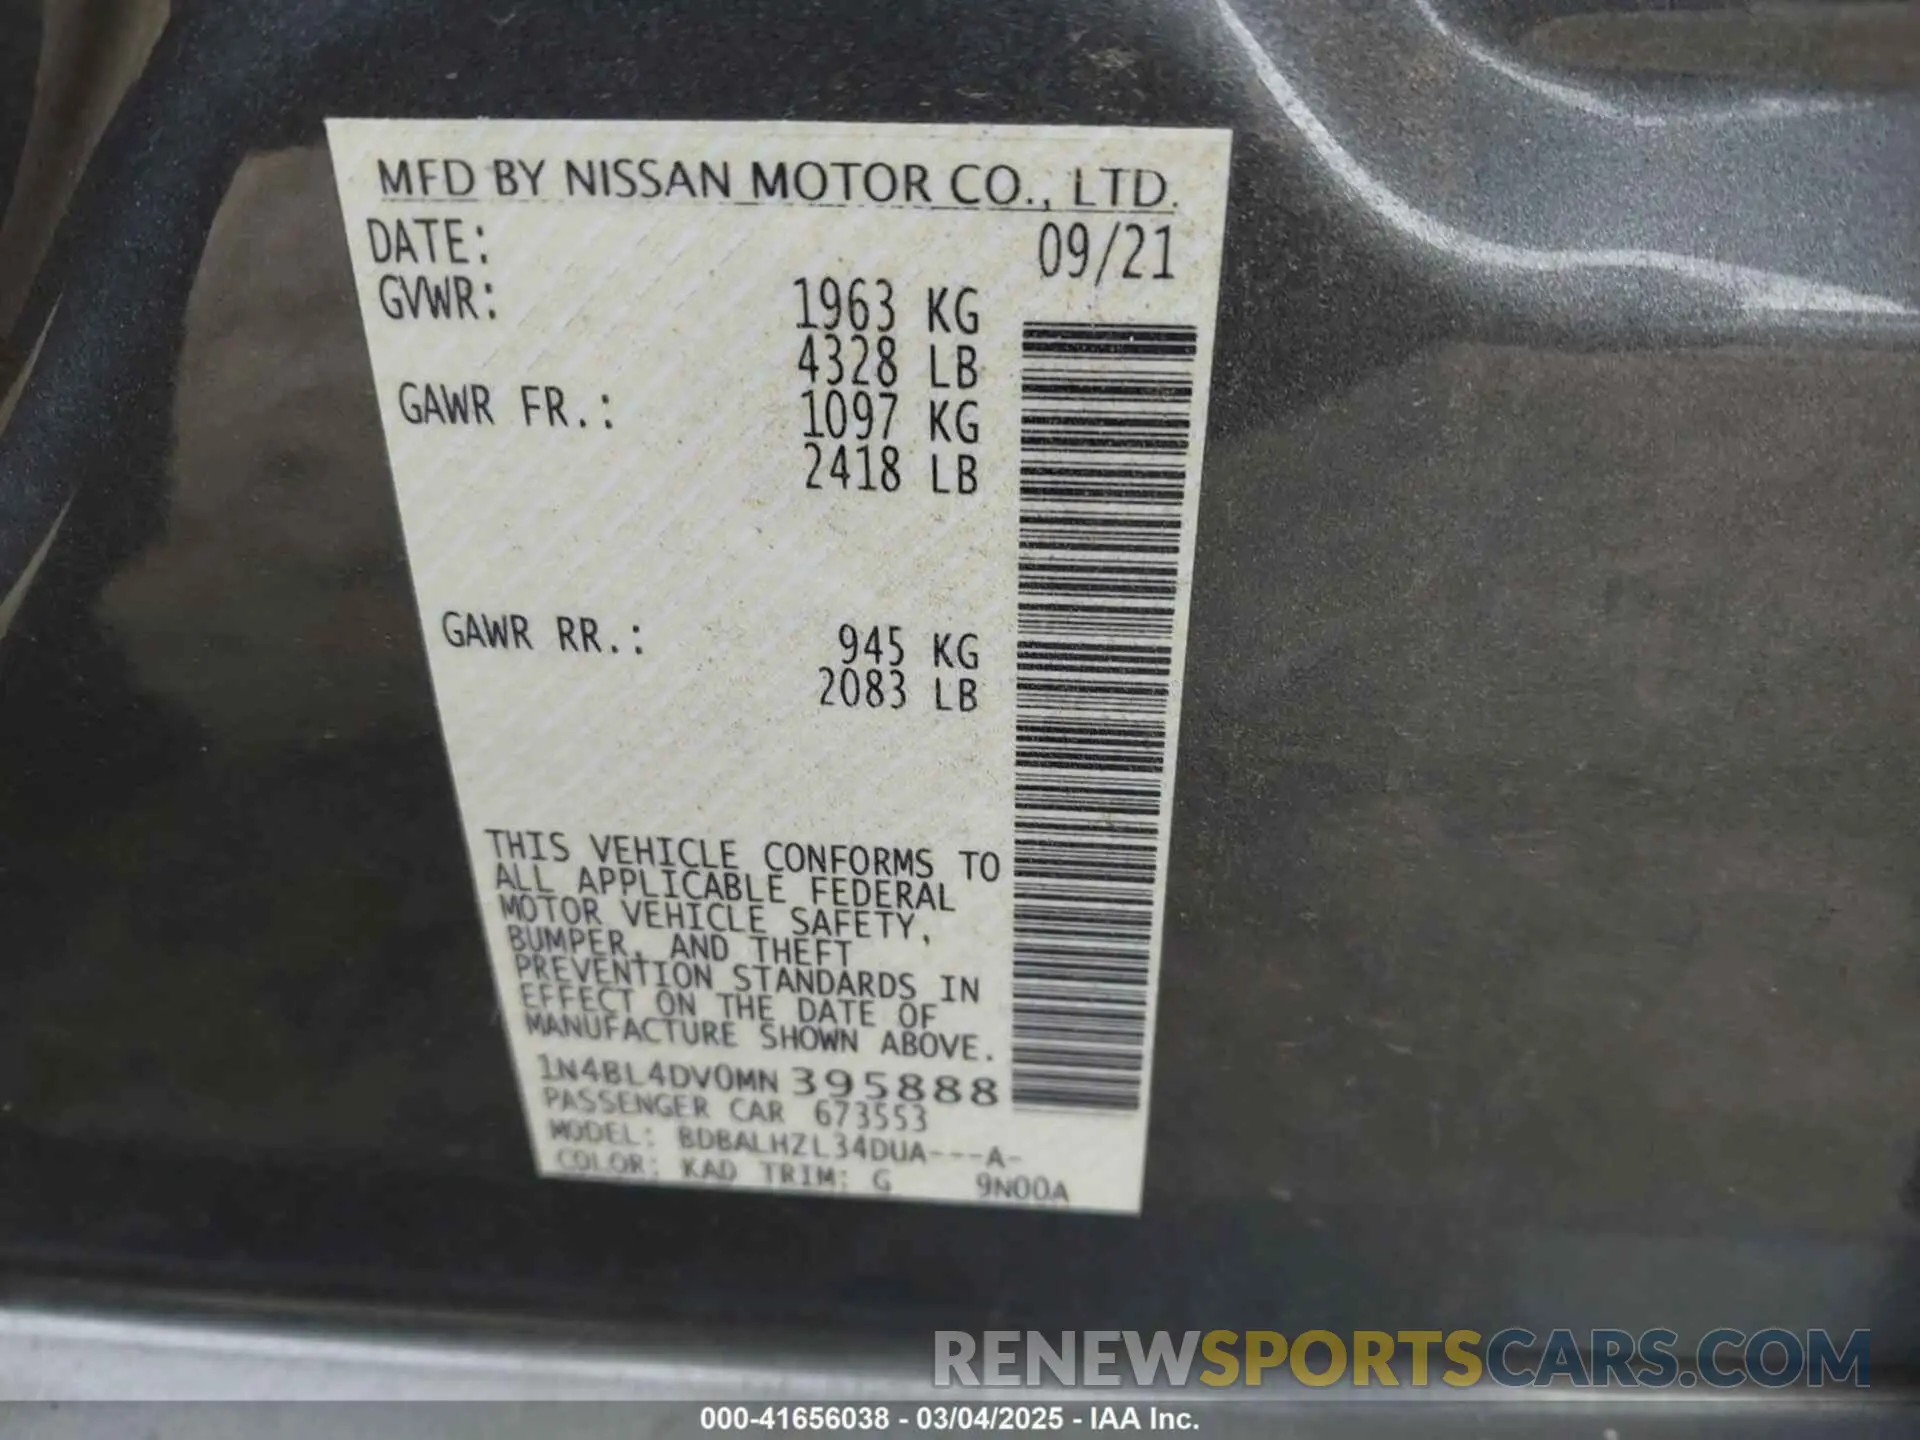 MFD BY NISSAN MOTOR CO., LTD.
DATE: 09/21
GVWR: 1963 KG
4328 LB
GAWR FR.: 1097 KG
2418 LB
GAWR RR.: 945 KG
2083 LB
THIS VEHICLE CONFORMS TO
ALL APPLICABLE FEDERAL
MOTOR VEHICLE SAFETY,
BUMPER, AND THEFT
PREVENTION STANDARDS IN
EFFECT ON THE DATE OF
MANUFACTURE SHOWN ABOVE.
1N4BL4DV0MN 395888
PASSENGER CAR 673553
MODEL: BDBALHZL34DUA---A-
COLOR: KAD TRIM: G 9N00A
RENEWSPORTSCARS.COM
000-41656038 - 03/04/2025 - IAA Inc.